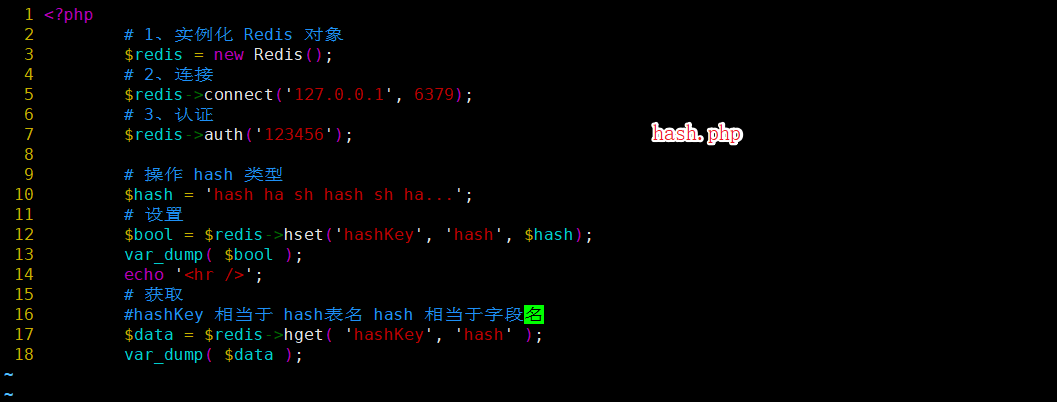 1 <?php
2 # 1、实例化 Redis 对象
3 $redis = new Redis();
4 # 2、连接
5 $redis->connect('127.0.0.1', 6379);
6 # 3、认证
7 $redis->auth('123456');
hash.php
8
9 # 操作 hash 类型
10 $hash = 'hash ha sh hash sh ha...';
11 # 设置
12 $bool = $redis->hset('hashKey', 'hash', $hash);
13 var_dump( $bool );
14 echo '<hr />';
15 # 获取
16 #hashKey 相当于 hash表名 hash 相当于字段名
17 $data = $redis->hget( 'hashKey', 'hash' );
18 var_dump( $data );
~
~